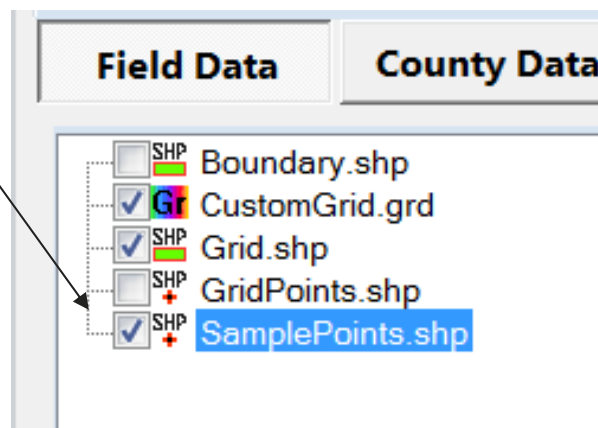 Field Data County Data
SHP Boundary.shp
Gr CustomGrid.grd
SHP Grid.shp
SHP GridPoints.shp
SHP SamplePoints.shp